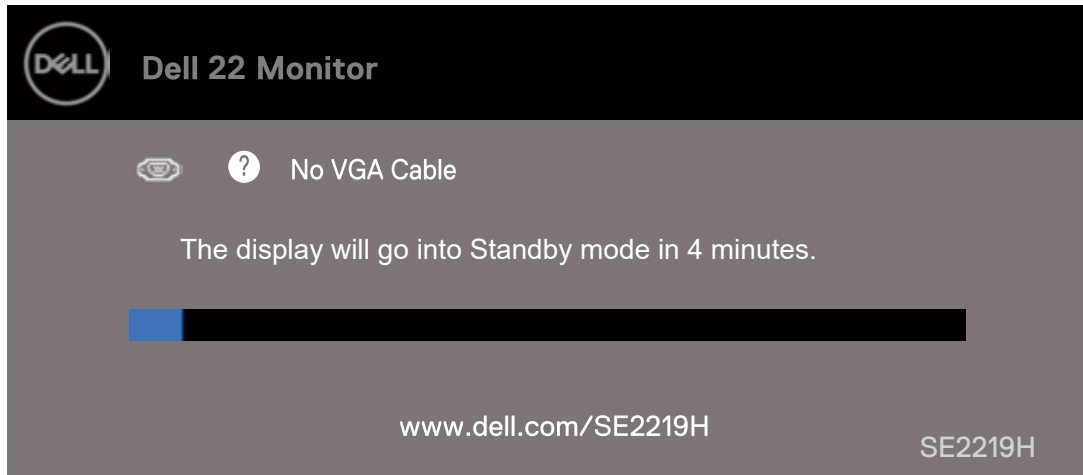 DELL
Dell 22 Monitor
? No VGA Cable
The display will go into Standby mode in 4 minutes.
www.dell.com/SE2219H
SE2219H